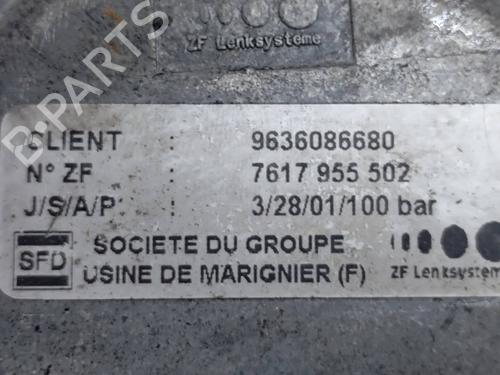 ZF Lenksysteme
CLIENT : 9636086680
N° ZF : 7617 955 502
J/S/A/P : 3/28/01/100 bar
SFD SOCIETE DU GROUPE
USINE DE MARIGNIER (F) ZF Lenksysteme
B-PARTS